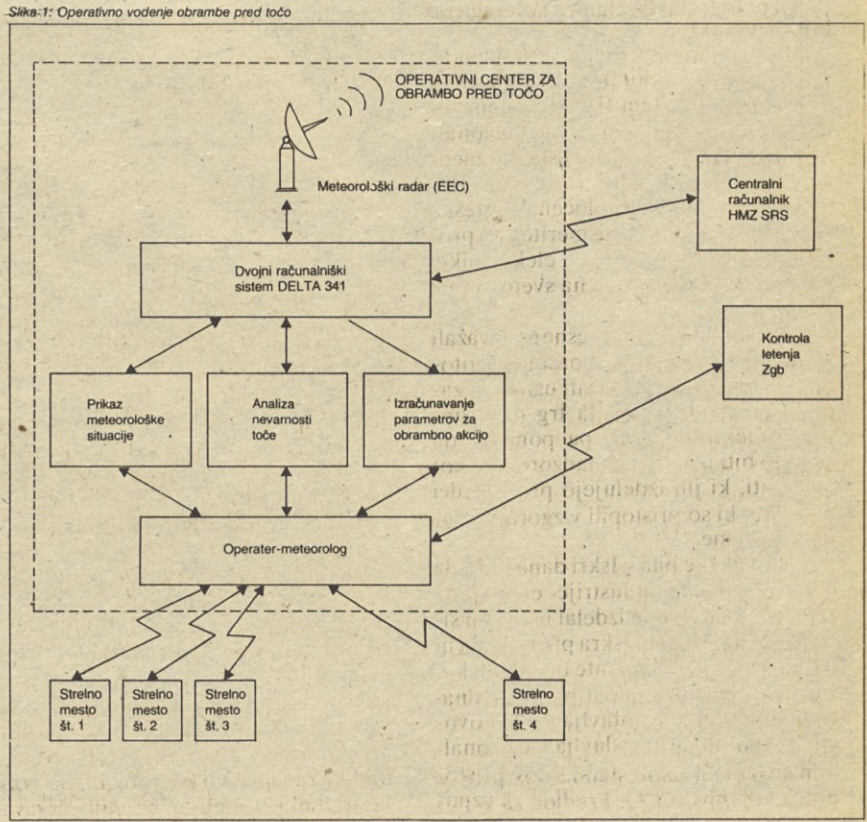 Slika 1: Operativno vodenje obrambe pred točo
OPERATIVNI CENTER ZA
OBRAMBO PRED TOČO
Meteorološki radar (EEC)
Centralni
računalnik
HMZ SRS
Dvojni računalniški
sistem DELTA 341
Kontrola
letenja
Zgb
Prikaz
meteorološke
situacije
Analiza
nevarnosti
toče
Izračunavanje
parametrov za
obrambno akcijo
Operater-meteorolog
Strelno
mesto
št. 1
Strelno
mesto
št. 2
Strelno
mesto
št. 3
Strelno
mesto
št. 4